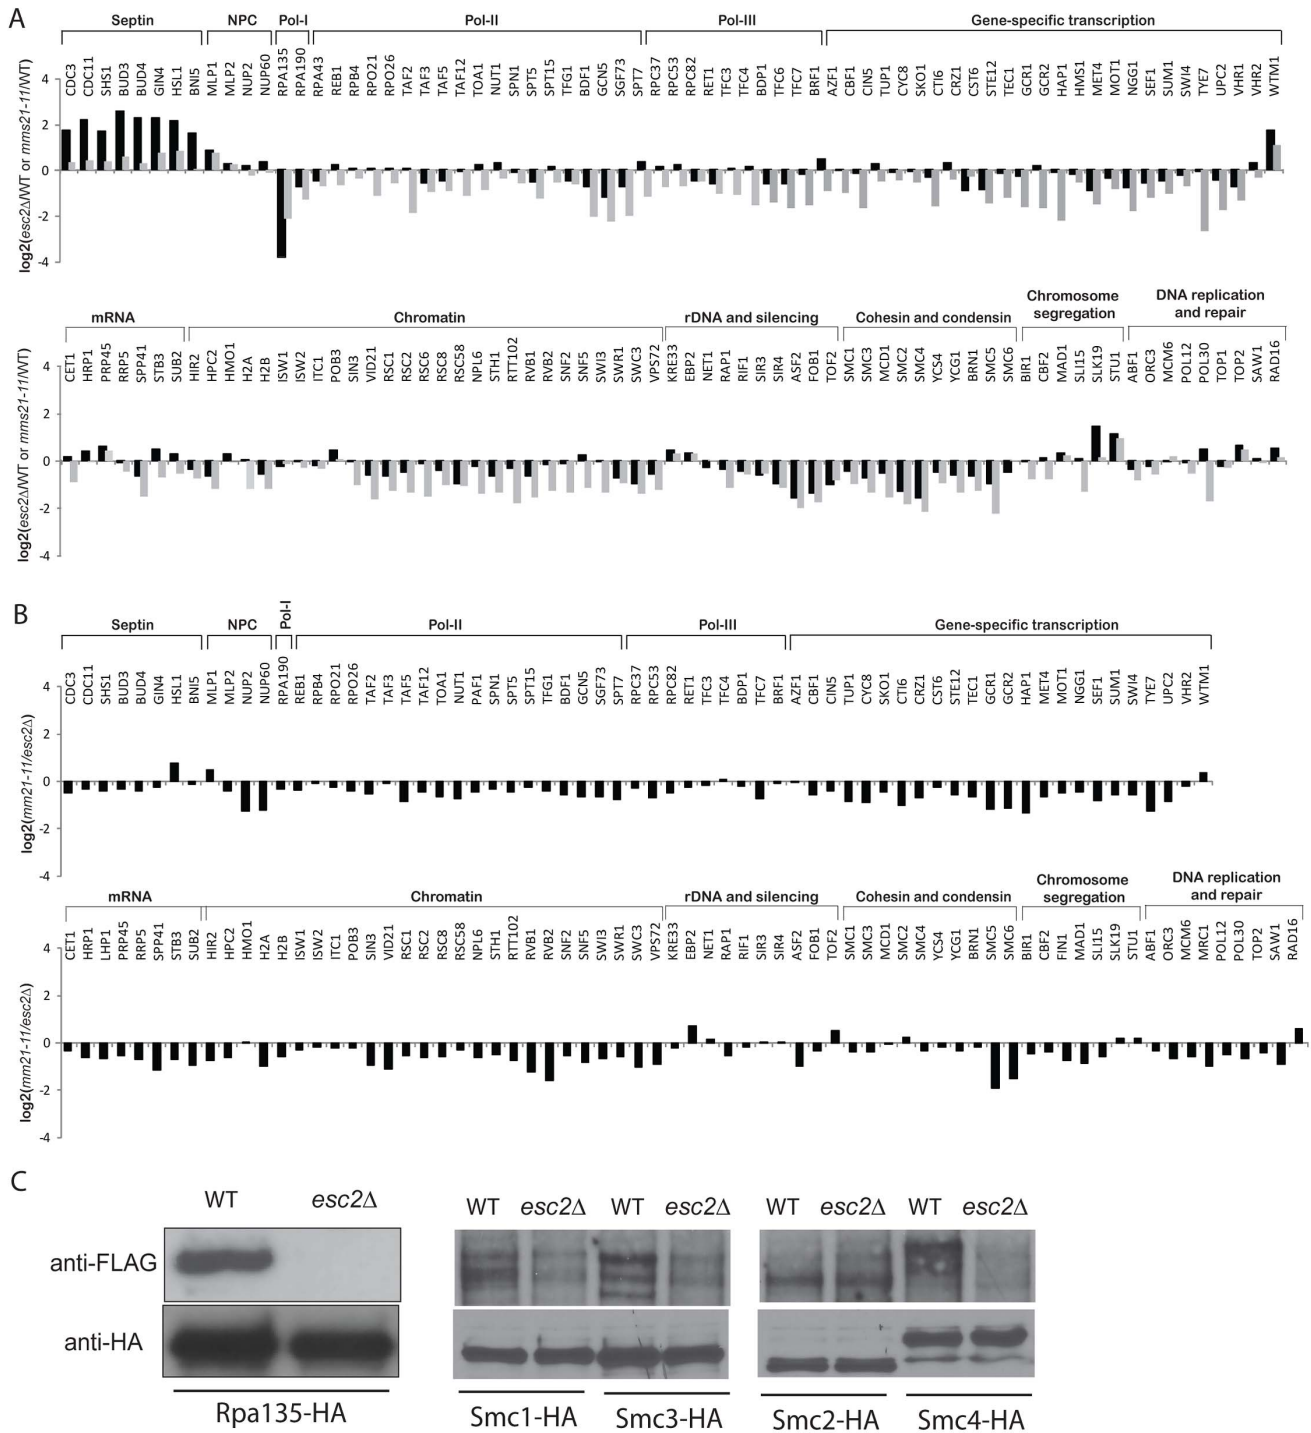 A
Septin NPC Pol-I Pol-II Pol-III Gene-specific transcription
CDC3 CDC11 SHS1 BUD3 BUD4 GIN4 HSL1 BNI5 MLP1 MLP2 NUP2 NUP60 RPA135 RPA190 RPA43 REB1 RPB4 RPO21 RPO26 TAF2 TAF3 TAF5 TAF12 TOA1 NUT1 SPN1 SPT5 SPT15 TFG1 BDF1 GCN5 SGF73 SPT7 RPC37 RPC53 RPC82 RET1 TFC3 TFC4 BDP1 TFC6 TFC7 BRF1 AZF1 CBF1 CIN5 TUP1 CYC8 SKO1 CTI6 CRZ1 CST6 STE12 TEC1 GCR1 GCR2 HAP1 HMS1 MET4 MOT1 NGG1 SEF1 SUM1 SWI4 TYE7 UPC2 VHR1 VHR2 WTM1
log2(esc2Δ/WT or mms21-11/WT)
4
2
0
-2
-4
mRNA Chromatin rDNA and silencing Cohesin and condensin Chromosome segregation DNA replication and repair
CET1 HRP1 PRP45 RRP5 SPP41 STB3 SUB2 HIR2 HPC2 HMO1 H2A H2B ISW1 ISW2 ITC1 POB3 SIN3 VID21 RSC1 RSC2 RSC6 RSC8 RSC58 NPL6 STH1 RTT102 RVB1 RVB2 SNF2 SNF5 SWI3 SWR1 SWC3 VPS72 KRE33 EBP2 NET1 RAP1 RIF1 SIR3 SIR4 ASF2 FOB1 TOF2 SMC1 SMC3 MCD1 SMC2 SMC4 YCS4 YCG1 BRN1 SMC5 SMC6 BIR1 CBF2 MAD1 SLI15 SLK19 STU1 ABF1 ORC3 MCM6 POL12 POL30 TOP1 TOP2 SAW1 RAD16
log2(esc2Δ/WT or mms21-11/WT)
4
2
0
-2
-4
B
Septin NPC Pol-I Pol-II Pol-III Gene-specific transcription
CDC3 CDC11 SHS1 BUD3 BUD4 GIN4 HSL1 BNI5 MLP1 MLP2 NUP2 NUP60 RPA190 REB1 RPB4 RPO21 RPO26 TAF2 TAF3 TAF5 TAF12 TOA1 NUT1 PAF1 SPN1 SPT5 SPT15 TFG1 BDF1 GCN5 SGF73 SPT7 RPC37 RPC53 RPC82 RET1 TFC3 TFC4 BDP1 TFC7 BRF1 AZF1 CBF1 CIN5 TUP1 CYC8 SKO1 CTI6 CRZ1 CST6 STE12 TEC1 GCR1 GCR2 HAP1 MET4 MOT1 NGG1 SEF1 SUM1 SWI4 TYE7 UPC2 VHR2 WTM1
log2(mm21-11/esc2Δ)
4
2
0
-2
-4
mRNA Chromatin rDNA and silencing Cohesin and condensin Chromosome segregation DNA replication and repair
CET1 HRP1 LHP1 PRP45 RRP5 SPP41 STB3 SUB2 HIR2 HPC2 HMO1 H2A H2B ISW1 ISW2 ITC1 POB3 SIN3 VID21 RSC1 RSC2 RSC8 RSC58 NPL6 STH1 RTT102 RVB1 RVB2 SNF2 SNF5 SWI3 SWR1 SWC3 VPS72 KRE33 EBP2 NET1 RAP1 RIF1 SIR3 SIR4 ASF2 FOB1 TOF2 SMC1 SMC3 MCD1 SMC2 SMC4 YCS4 YCG1 BRN1 SMC5 SMC6 BIR1 CBF2 FIN1 MAD1 SLI15 SLK19 STU1 ABF1 ORC3 MCM6 MRC1 POL12 POL30 TOP2 SAW1 RAD16
log2(mm21-11/esc2Δ)
4
2
0
-2
-4
C
WT esc2Δ WT esc2Δ WT esc2Δ WT esc2Δ WT esc2Δ
anti-FLAG
anti-HA
Rpa135-HA Smc1-HA Smc3-HA Smc2-HA Smc4-HA